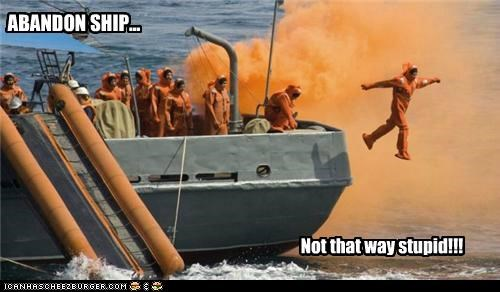 ABANDON SHIP...
Not that way stupid!!!
ICANHASCHEEZBURGER.COM